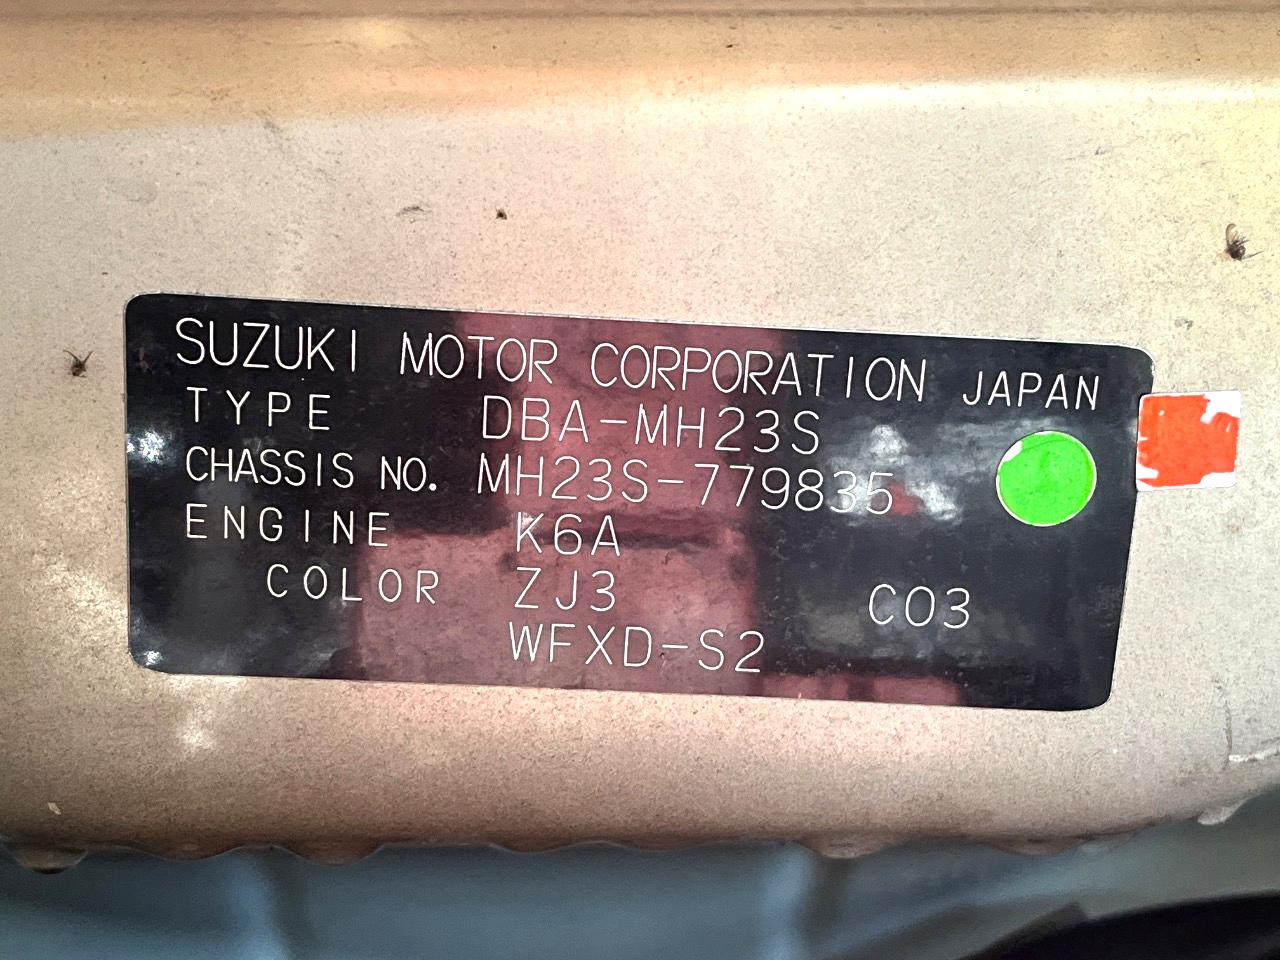 SUZUKI MOTOR CORPORATION JAPAN
TYPE DBA-MH23S
CHASSIS NO. MH23S-779835
ENGINE K6A
COLOR ZJ3 C03
WFXD-S2